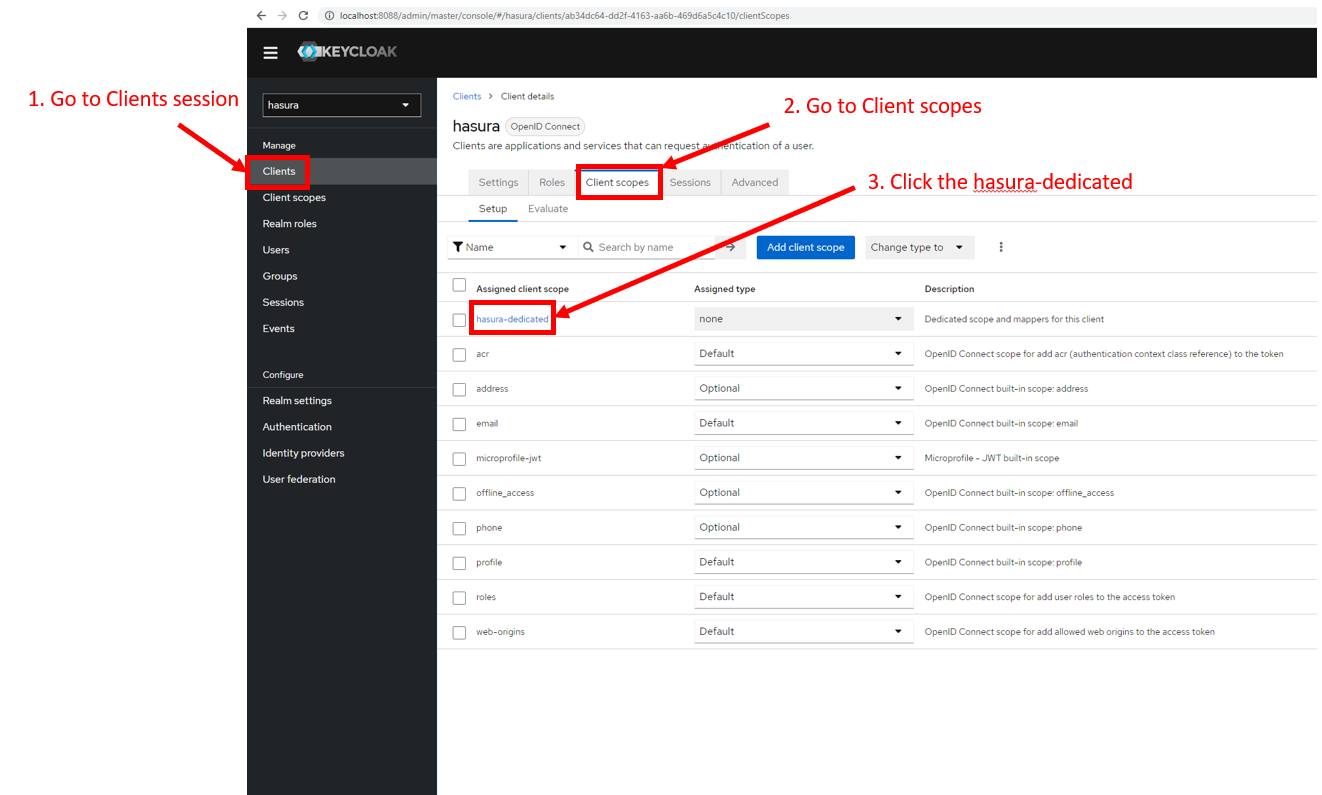 localhost:8088/admin/master/console/#/hasura/clients/ab34dc64-dd2f-4163-aa6b-469d6a5c4c10/clientScopes
KEYCLOAK
1. Go to Clients session
hasura
Clients > Client details
2. Go to Client scopes
hasura OpenID Connect
Manage
Clients are applications and services that can request authentication of a user.
Clients
Settings Roles Client scopes Sessions Advanced
3. Click the hasura-dedicated
Client scopes
Setup Evaluate
Realm roles
Users
Name Search by name Add client scope Change type to
Groups
Sessions
Events
Configure
Realm settings
Authentication
Identity providers
User federation
Assigned client scope Assigned type Description
hasura-dedicated none Dedicated scope and mappers for this client
acr Default OpenID Connect scope for add acr (authentication context class reference) to the token
address Optional OpenID Connect built-in scope: address
email Default OpenID Connect built-in scope: email
microprofile-jwt Optional Microprofile - JWT built-in scope
offline_access Optional OpenID Connect built-in scope: offline_access
phone Optional OpenID Connect built-in scope: phone
profile Default OpenID Connect built-in scope: profile
roles Default OpenID Connect scope for add user roles to the access token
web-origins Default OpenID Connect scope for add allowed web origins to the access token